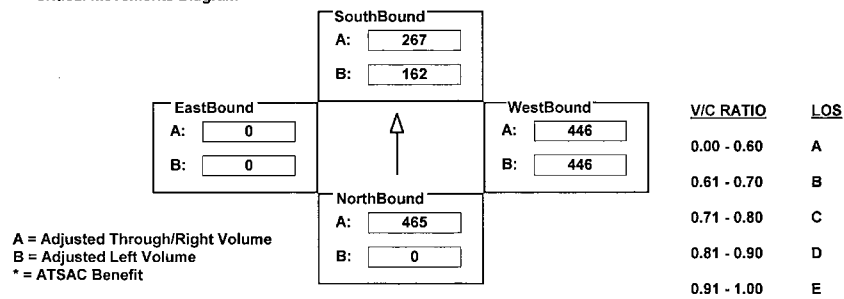 SouthBound
A: 267
B: 162
EastBound
A: 0
B: 0
WestBound
A: 446
B: 446
NorthBound
A: 465
B: 0
A = Adjusted Through/Right Volume
B = Adjusted Left Volume
* = ATSAC Benefit
V/C RATIO LOS
0.00 - 0.60 A
0.61 - 0.70 B
0.71 - 0.80 C
0.81 - 0.90 D
0.91 - 1.00 E